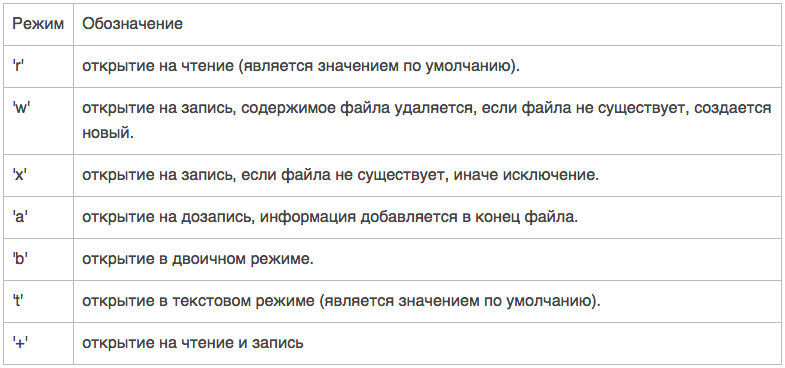 Режим Обозначение
'r' открытие на чтение (является значением по умолчанию).
'w' открытие на запись, содержимое файла удаляется, если файла не существует, создается
новый.
'x' открытие на запись, если файла не существует, иначе исключение.
'a' открытие на дозапись, информация добавляется в конец файла.
'b' открытие в двоичном режиме.
't' открытие в текстовом режиме (является значением по умолчанию).
'+' открытие на чтение и запись